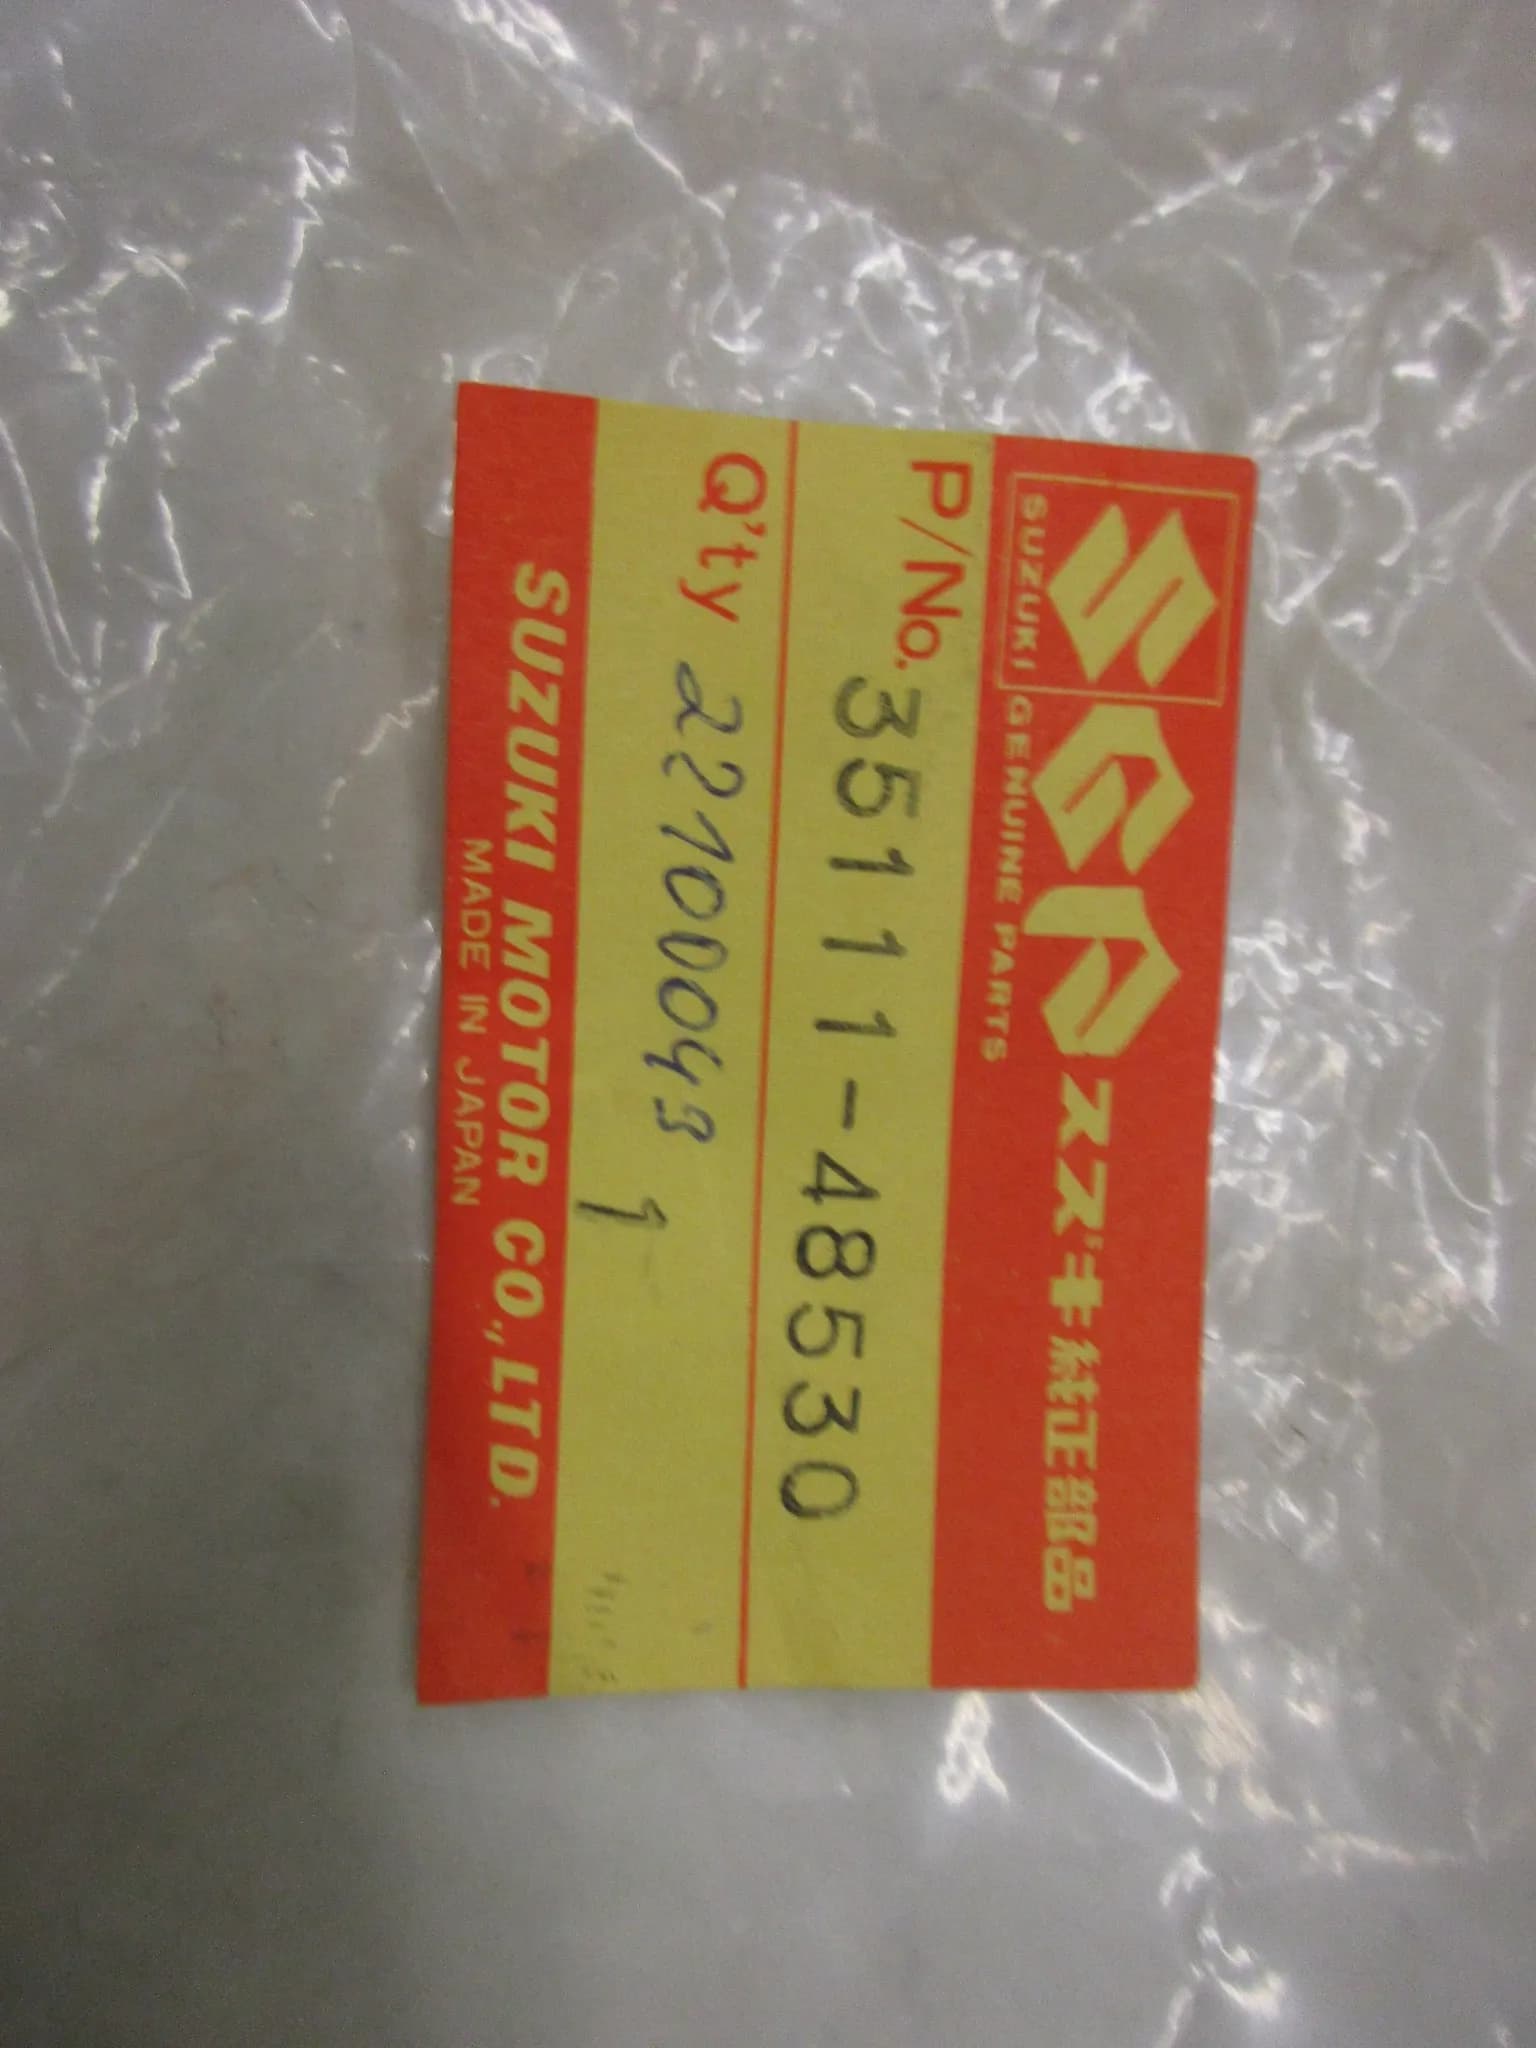 SGP スズキ純正部品
SUZUKI GENUINE PARTS
P/No. 35111-48530
Q'ty 2210043
1
SUZUKI MOTOR CO., LTD.
MADE IN JAPAN